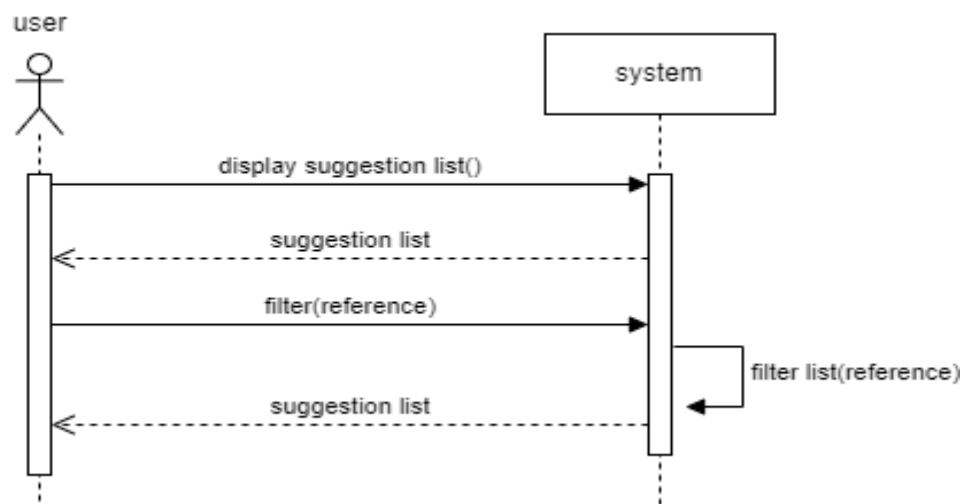 user
system
display suggestion list()
suggestion list
filter(reference)
filter list(reference)
suggestion list